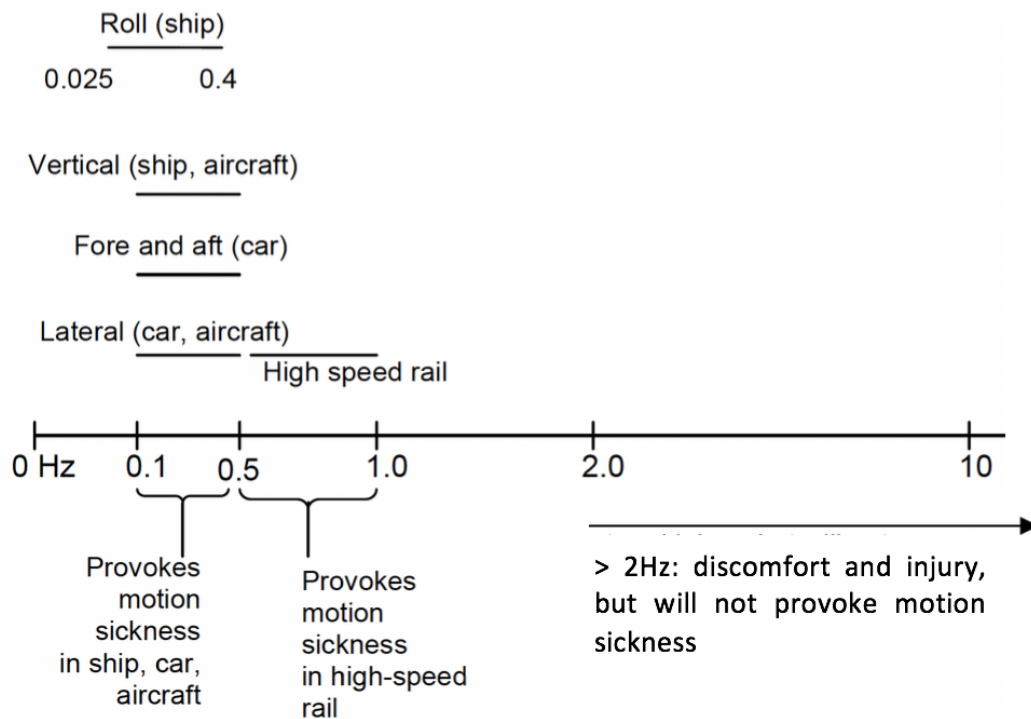 Roll (ship)
0.025 0.4
Vertical (ship, aircraft)
Fore and aft (car)
Lateral (car, aircraft)
High speed rail
0 Hz 0.1 0.5 1.0 2.0 10
Provokes
motion
sickness
in ship, car,
aircraft
Provokes
motion
sickness
in high-speed
rail
> 2Hz: discomfort and injury,
but will not provoke motion
sickness